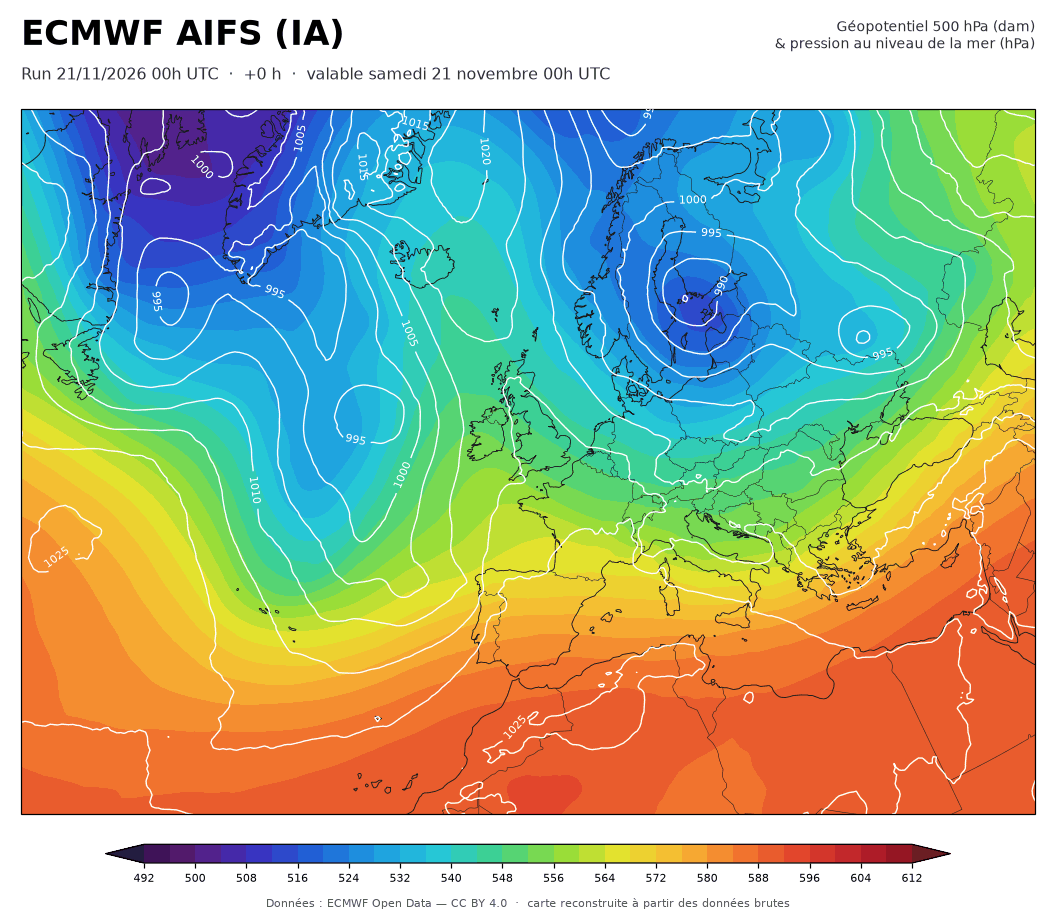 ECMWF AIFS (IA)
Géopotentiel 500 hPa (dam)
& pression au niveau de la mer (hPa)
Run 21/11/2026 00h UTC · +0 h · valable samedi 21 novembre 00h UTC
1015
1005
1020
1015
1000
1000
995
990
995
995
1005
995
995
1000
1010
1025
1025
492 500 508 516 524 532 540 548 556 564 572 580 588 596 604 612
Données : ECMWF Open Data — CC BY 4.0 · carte reconstruite à partir des données brutes